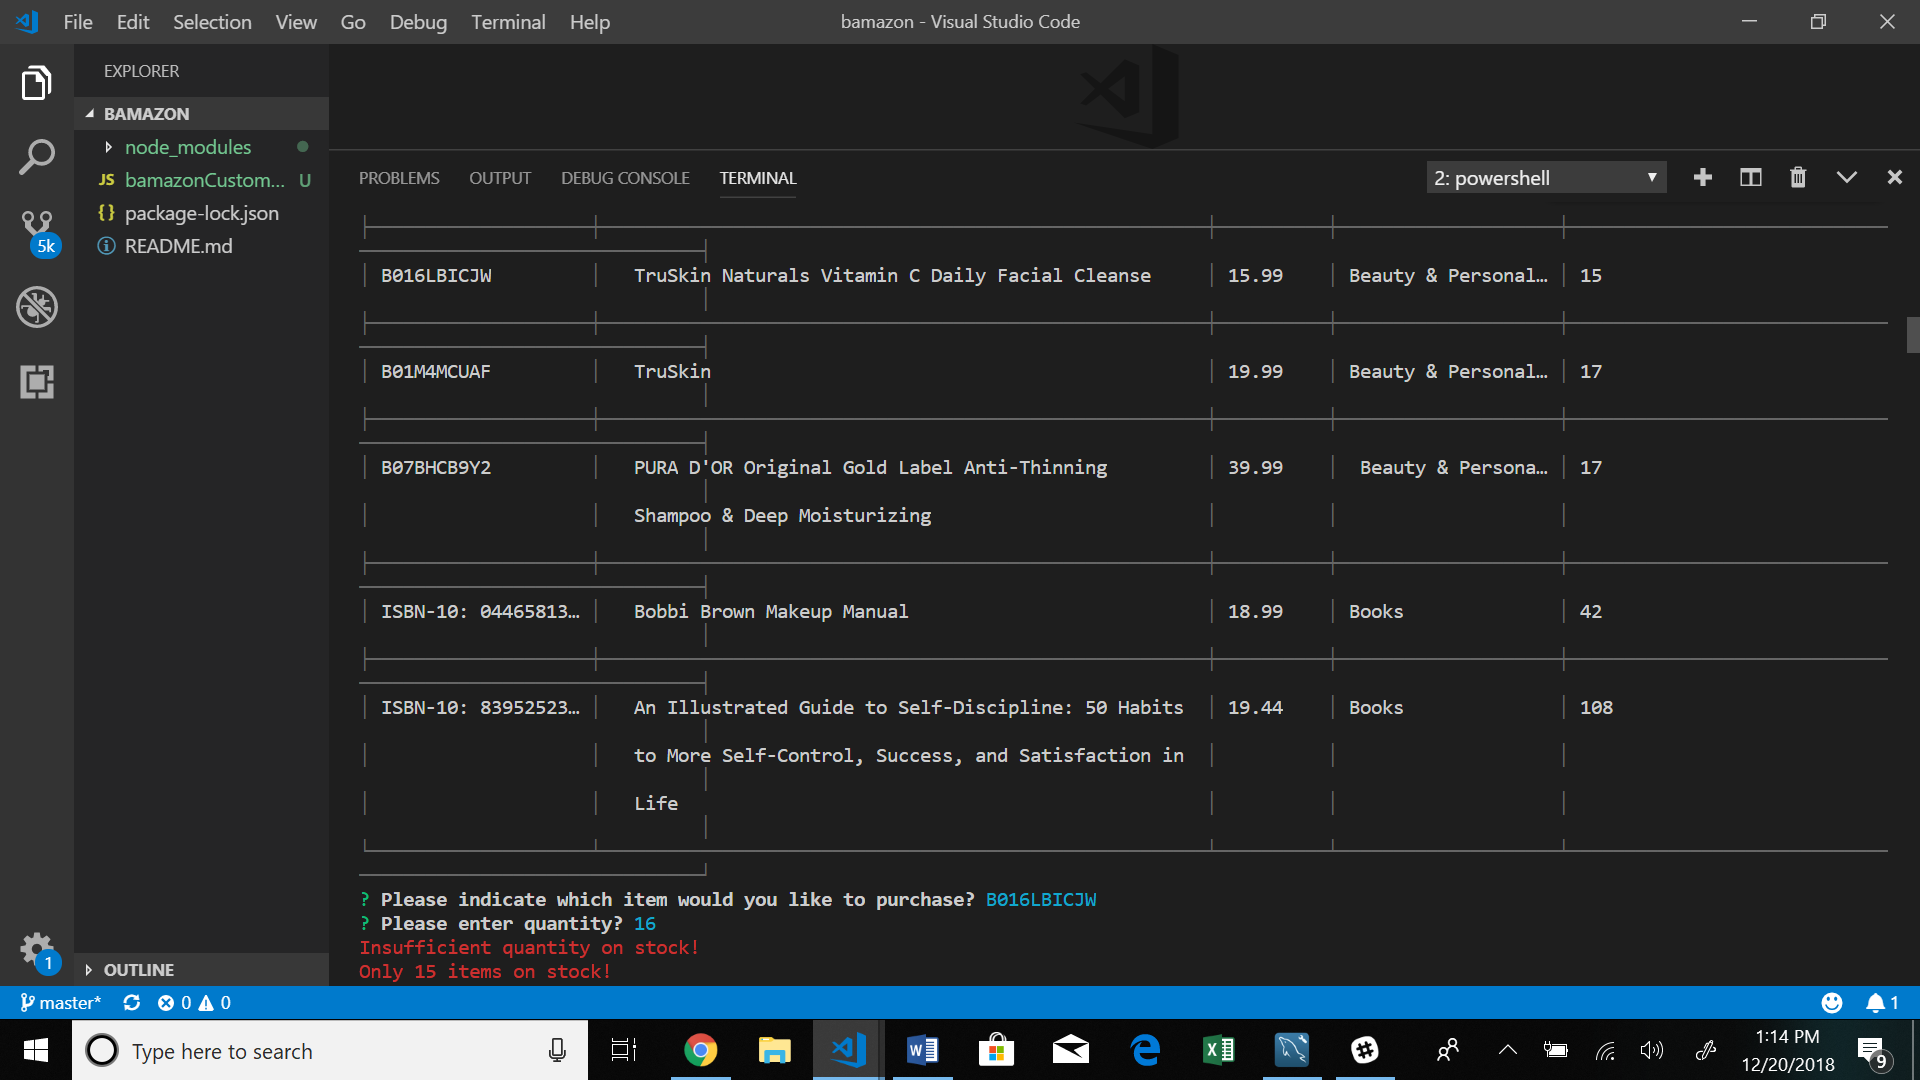 File Edit Selection View Go Debug Terminal Help
bamazon - Visual Studio Code
EXPLORER
BAMAZON
node_modules
JS bamazonCustom... U
{} package-lock.json
README.md
5k
1
OUTLINE
PROBLEMS OUTPUT DEBUG CONSOLE TERMINAL
2: powershell
B016LBICJW TruSkin Naturals Vitamin C Daily Facial Cleanse 15.99 Beauty & Personal… 15
B01M4MCUAF TruSkin 19.99 Beauty & Personal… 17
B07BHCB9Y2 PURA D'OR Original Gold Label Anti-Thinning 39.99 Beauty & Persona… 17
Shampoo & Deep Moisturizing
ISBN-10: 04465813… Bobbi Brown Makeup Manual 18.99 Books 42
ISBN-10: 83952523… An Illustrated Guide to Self-Discipline: 50 Habits 19.44 Books 108
to More Self-Control, Success, and Satisfaction in
Life
? Please indicate which item would you like to purchase? B016LBICJW
? Please enter quantity? 16
Insufficient quantity on stock!
Only 15 items on stock!
master* 0 0 1
Type here to search
1:14 PM
12/20/2018
9